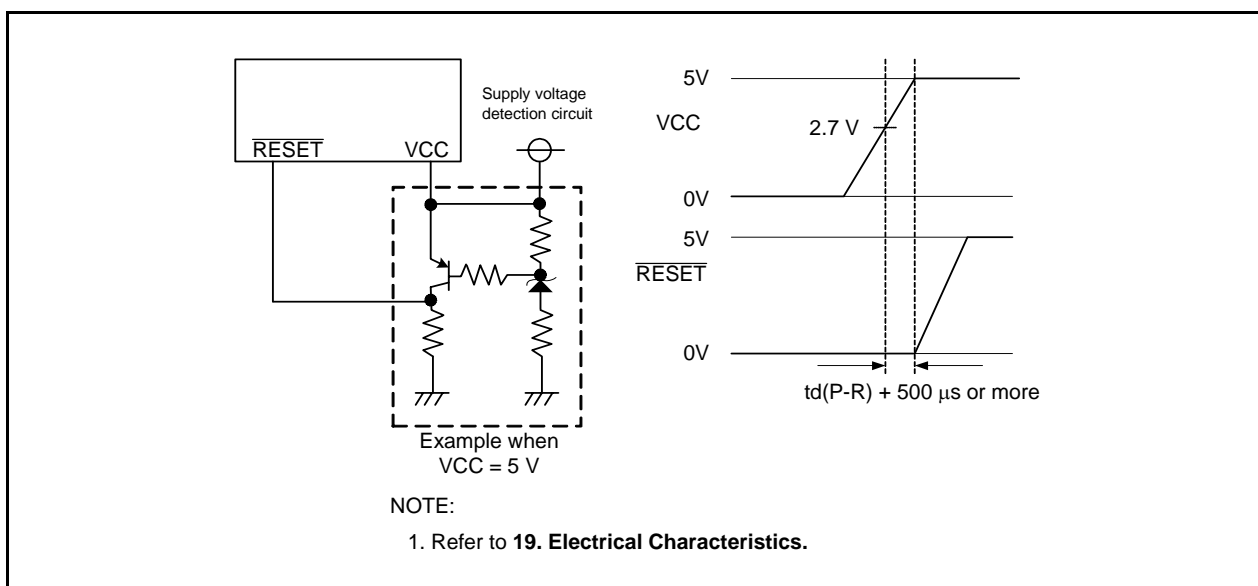 RESET
VCC
Supply voltage
detection circuit
Example when
VCC = 5 V
5V
VCC
2.7 V
0V
5V
RESET
0V
td(P-R) + 500 μs or more
NOTE:
1. Refer to 19. Electrical Characteristics.